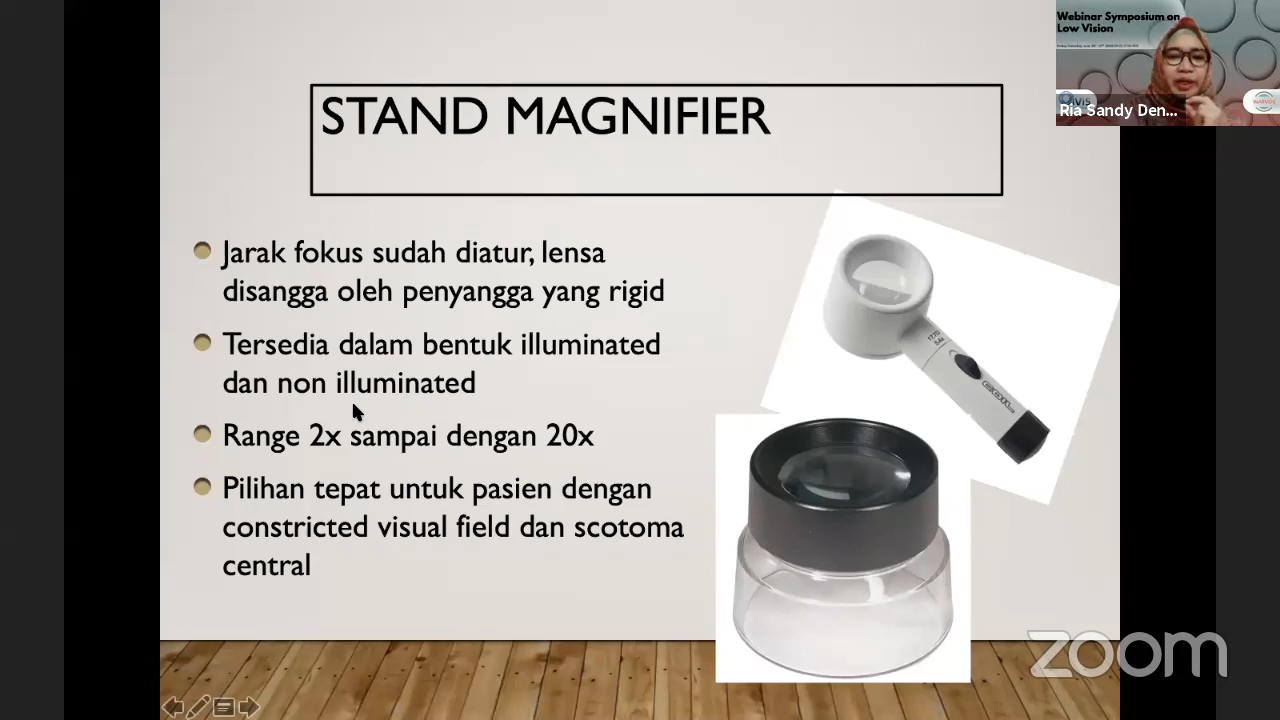 Webinar Symposium on
Low Vision
Ria Sandy Den...
STAND MAGNIFIER
Jarak fokus sudah diatur, lensa
disangga oleh penyangga yang rigid
Tersedia dalam bentuk illuminated
dan non illuminated
Range 2x sampai dengan 20x
Pilihan tepat untuk pasien dengan
constricted visual field dan scotoma
central
zoom